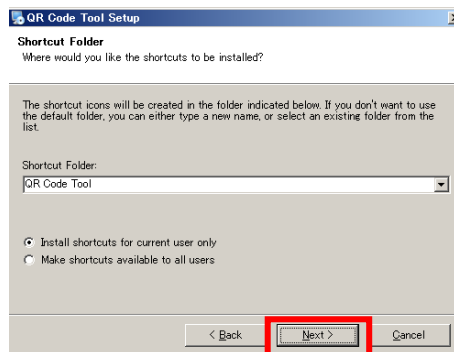 QR Code Tool Setup
Shortcut Folder
Where would you like the shortcuts to be installed?
The shortcut icons will be created in the folder indicated below. If you don't want to use
the default folder, you can either type a new name, or select an existing folder from the
list.
Shortcut Folder:
QR Code Tool
Install shortcuts for current user only
Make shortcuts available to all users
< Back Next > Cancel